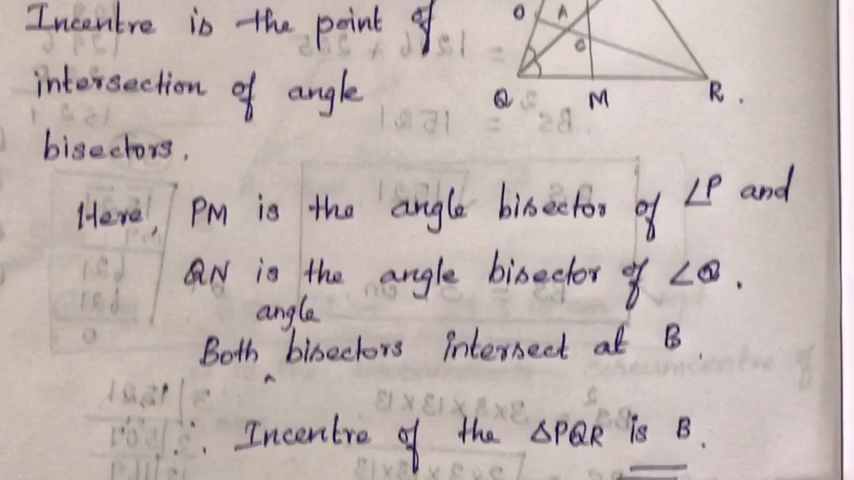 Incentre is the point of
intersection of angle
bisectors.
O A
C
Q M R.
Here, PM is the angle bisector of ∠P and
QN is the angle bisector of ∠Q.
angle
Both ‸ bisectors intersect at B.
∴ Incentre of the △PQR is B.